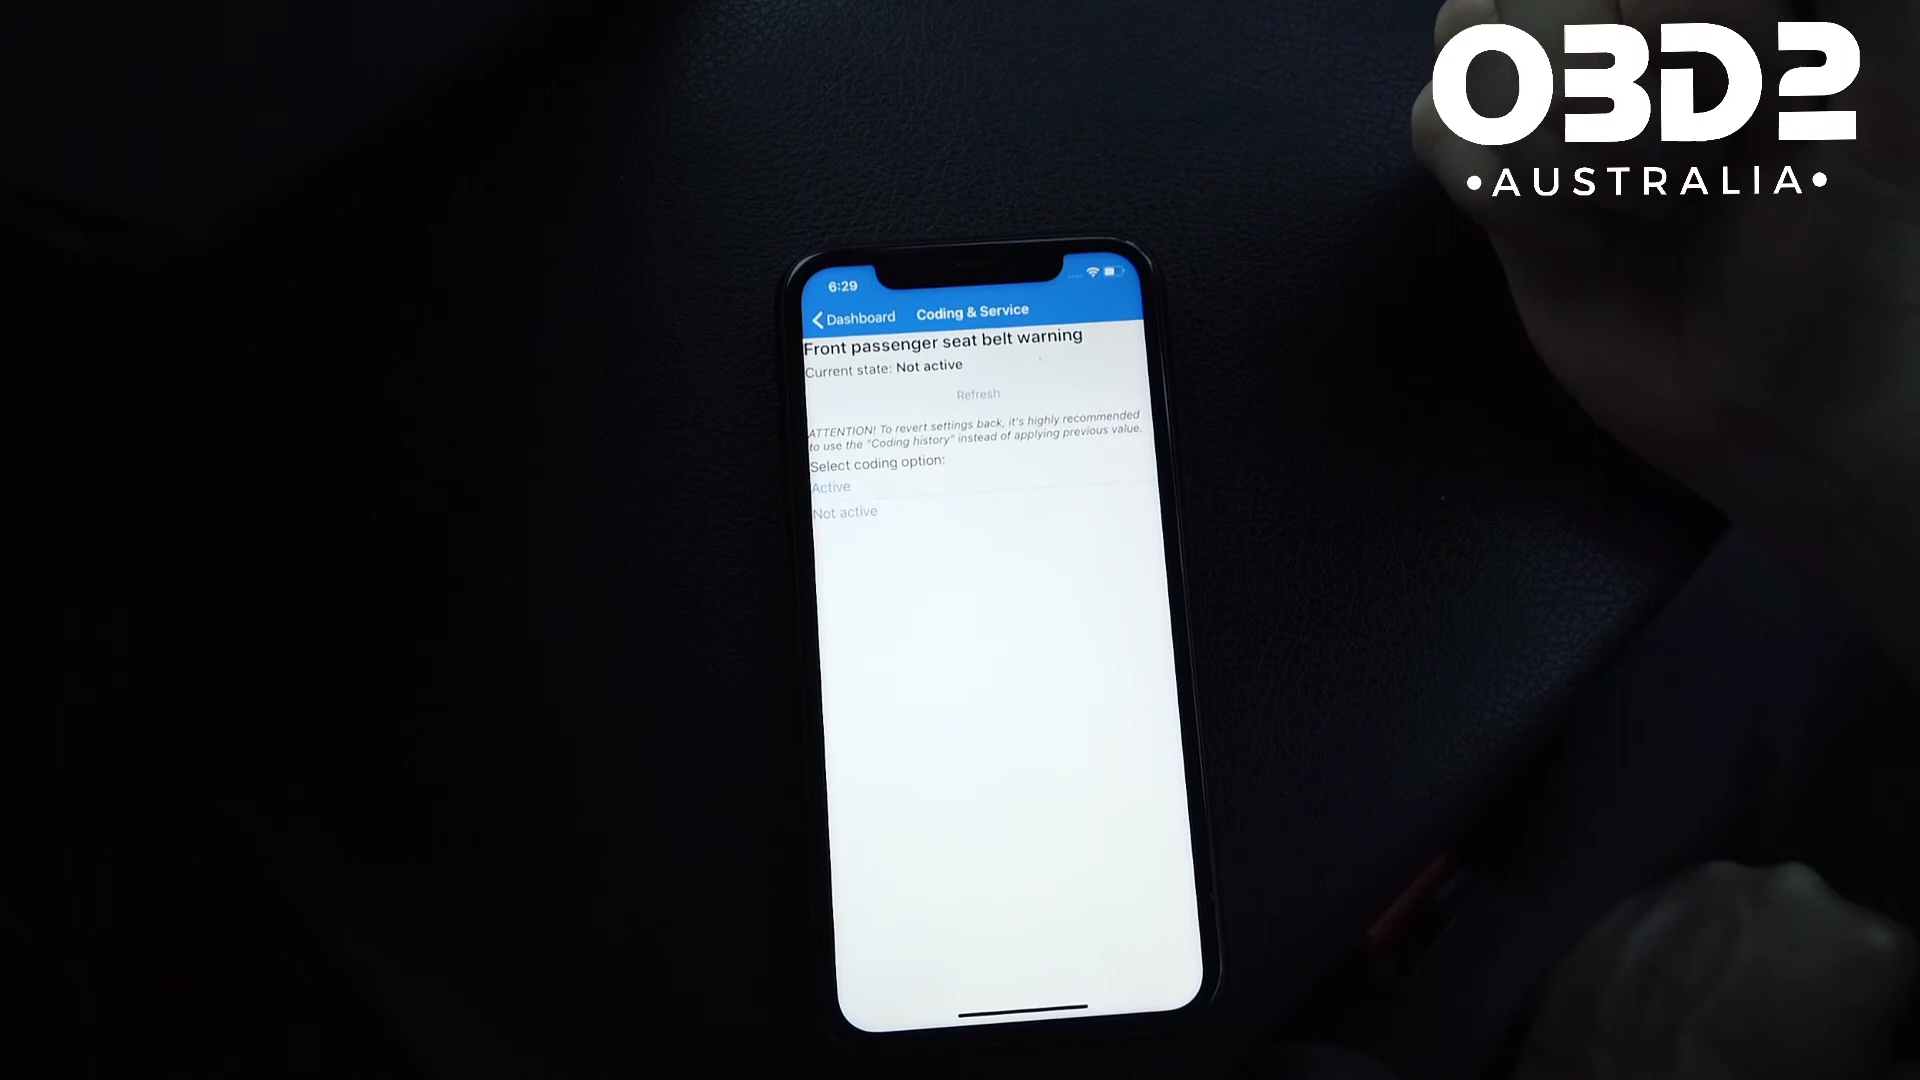 OBD2
•AUSTRALIA•
6:29
Dashboard
Coding & Service
Front passenger seat belt warning
Current state: Not active
Refresh
ATTENTION! To revert settings back, it's highly recommended
to use the "Coding history" instead of applying previous value.
Select coding option:
Active
Not active